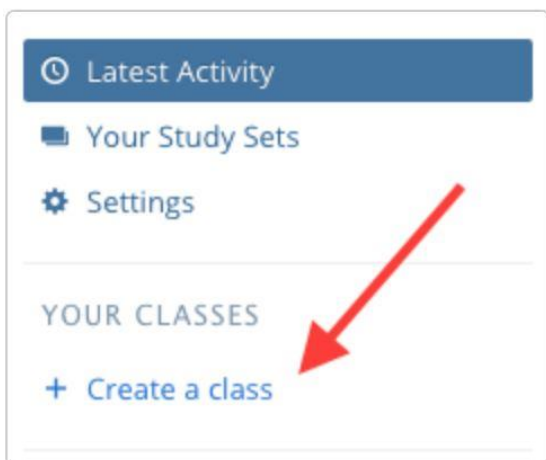 Latest Activity
Your Study Sets
Settings
YOUR CLASSES
+ Create a class